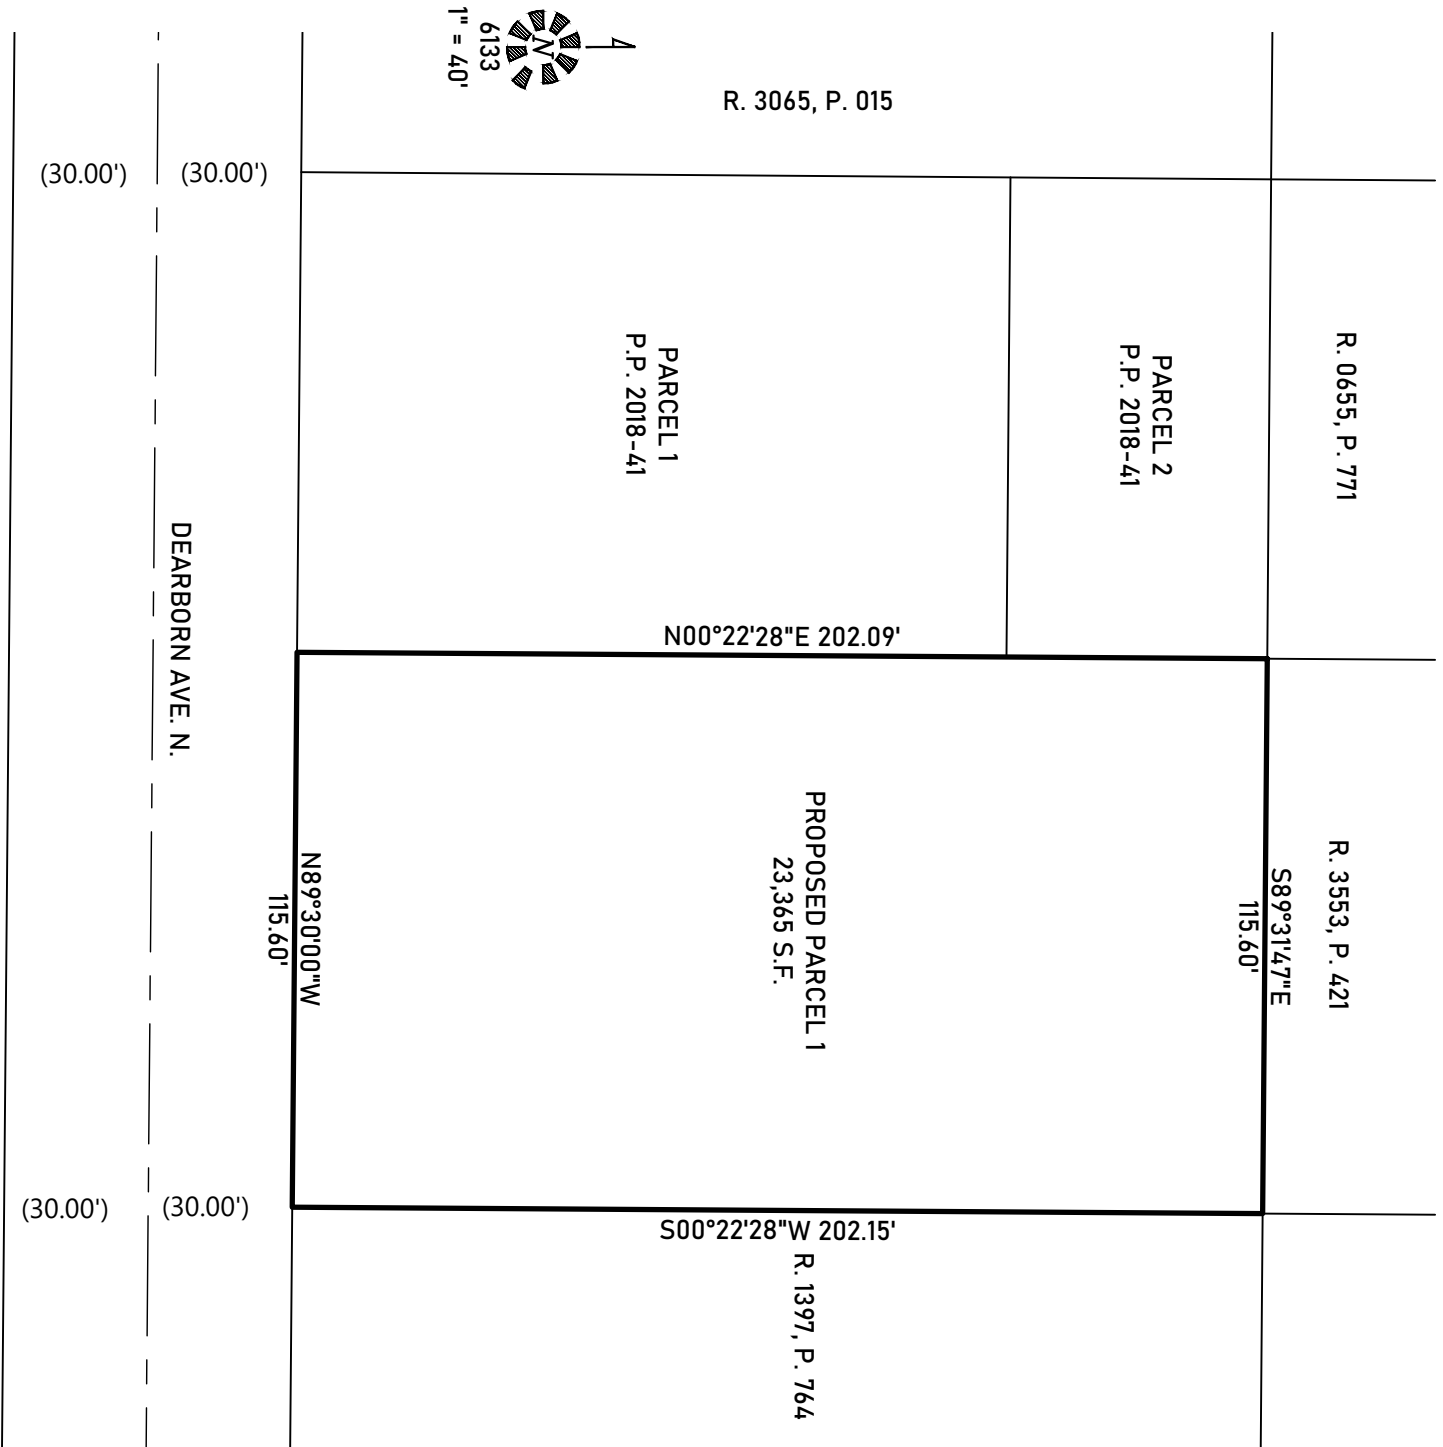 6133
1" = 40'
R. 3065, P. 015
(30.00')
(30.00')
R. 0655, P. 771
PARCEL 2
P.P. 2018-41
PARCEL 1
P.P. 2018-41
DEARBORN AVE. N.
N00°22'28"E 202.09'
R. 3553, P. 421
S89°31'47"E
115.60'
PROPOSED PARCEL 1
23,365 S.F.
N89°30'00"W
115.60'
(30.00')
(30.00')
S00°22'28"W 202.15'
R. 1397, P. 764
N